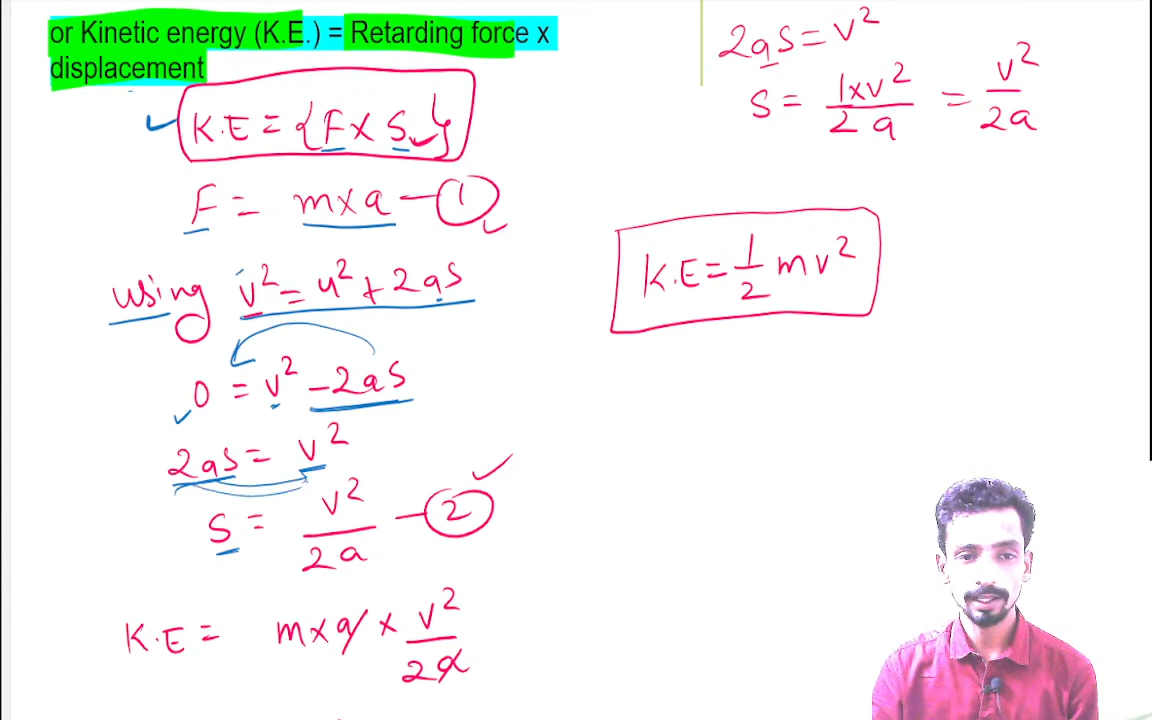 or Kinetic energy (K.E.) = Retarding force x
displacement
K.E = {F x S}
F = m x a — ①
using v² = u² + 2as
0 = v² - 2as
2as = v²
s = v²/2a — ②
K.E = m x a x v²/2a
2as = v²
s = 1 x v²/2 a = v²/2a
K.E = 1/2 mv²